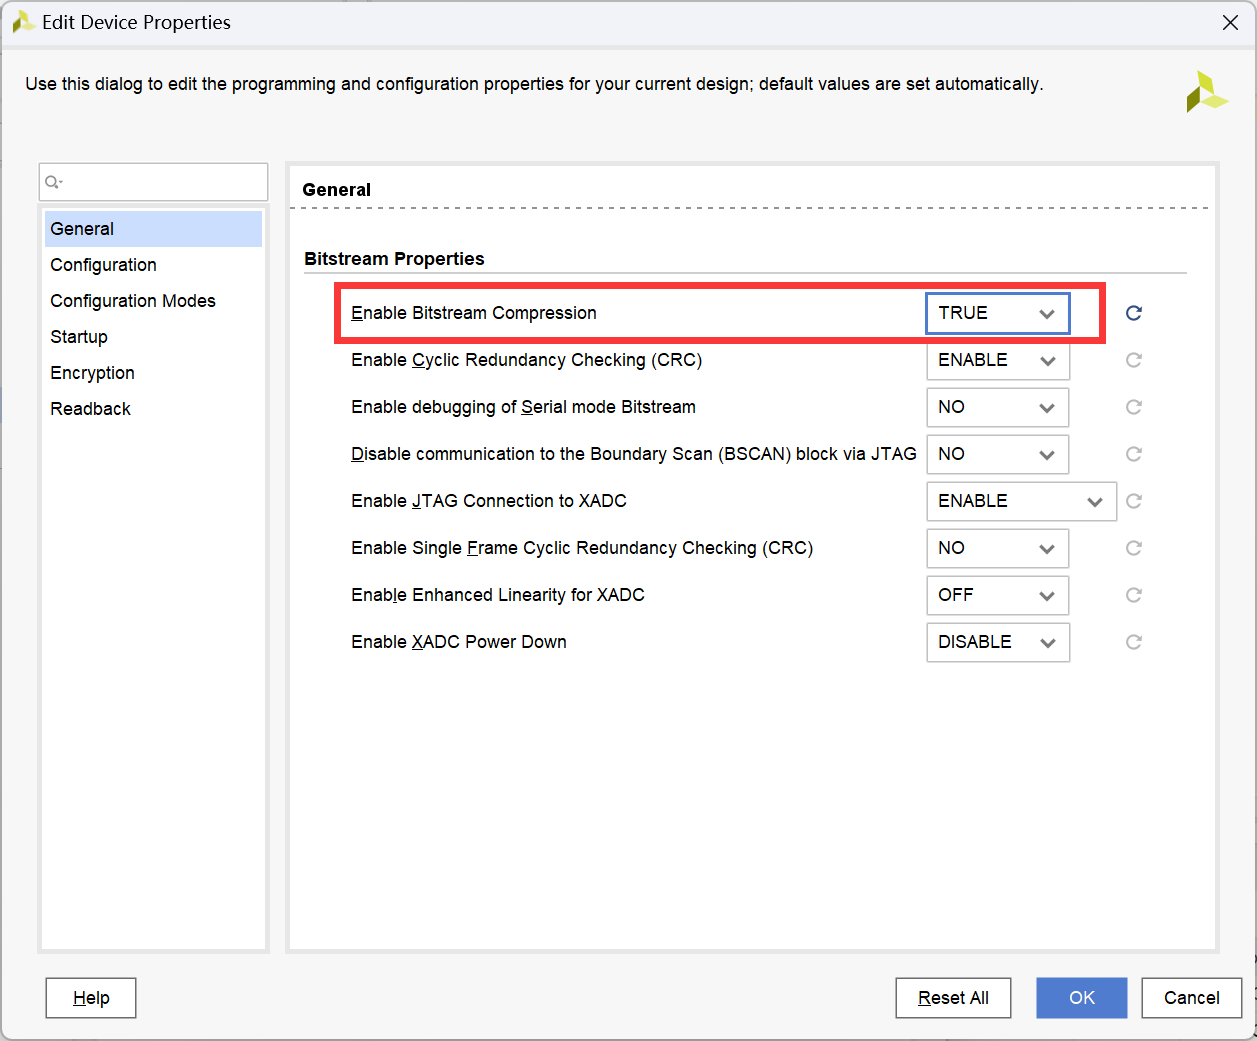 Edit Device Properties
Use this dialog to edit the programming and configuration properties for your current design; default values are set automatically.
General
Configuration
Configuration Modes
Startup
Encryption
Readback
General
Bitstream Properties
Enable Bitstream Compression TRUE
Enable Cyclic Redundancy Checking (CRC) ENABLE
Enable debugging of Serial mode Bitstream NO
Disable communication to the Boundary Scan (BSCAN) block via JTAG NO
Enable JTAG Connection to XADC ENABLE
Enable Single Frame Cyclic Redundancy Checking (CRC) NO
Enable Enhanced Linearity for XADC OFF
Enable XADC Power Down DISABLE
Help Reset All OK Cancel